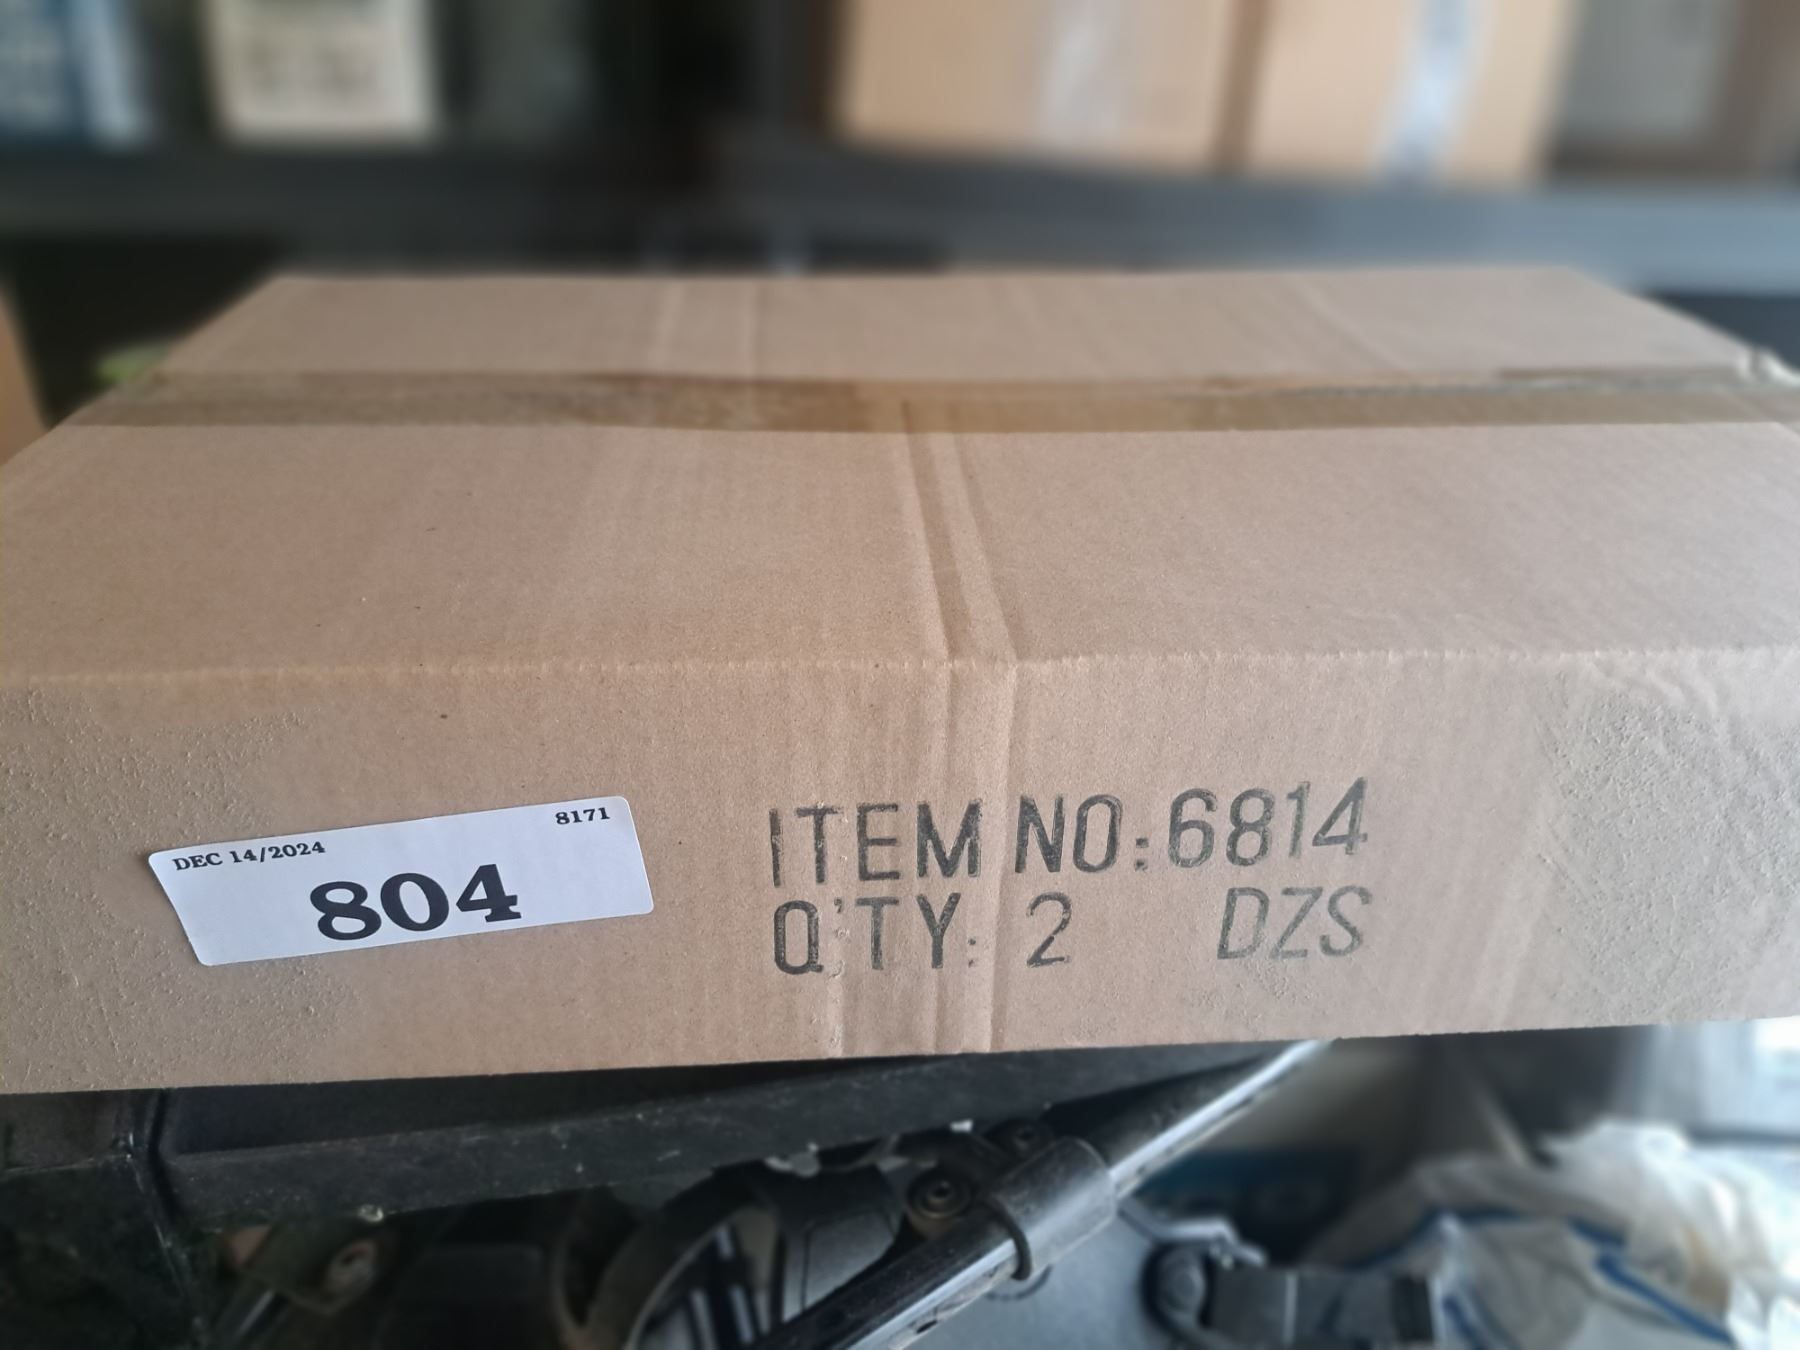 8171
DEC 14/2024
804
ITEM NO:6814
Q'TY: 2 DZS